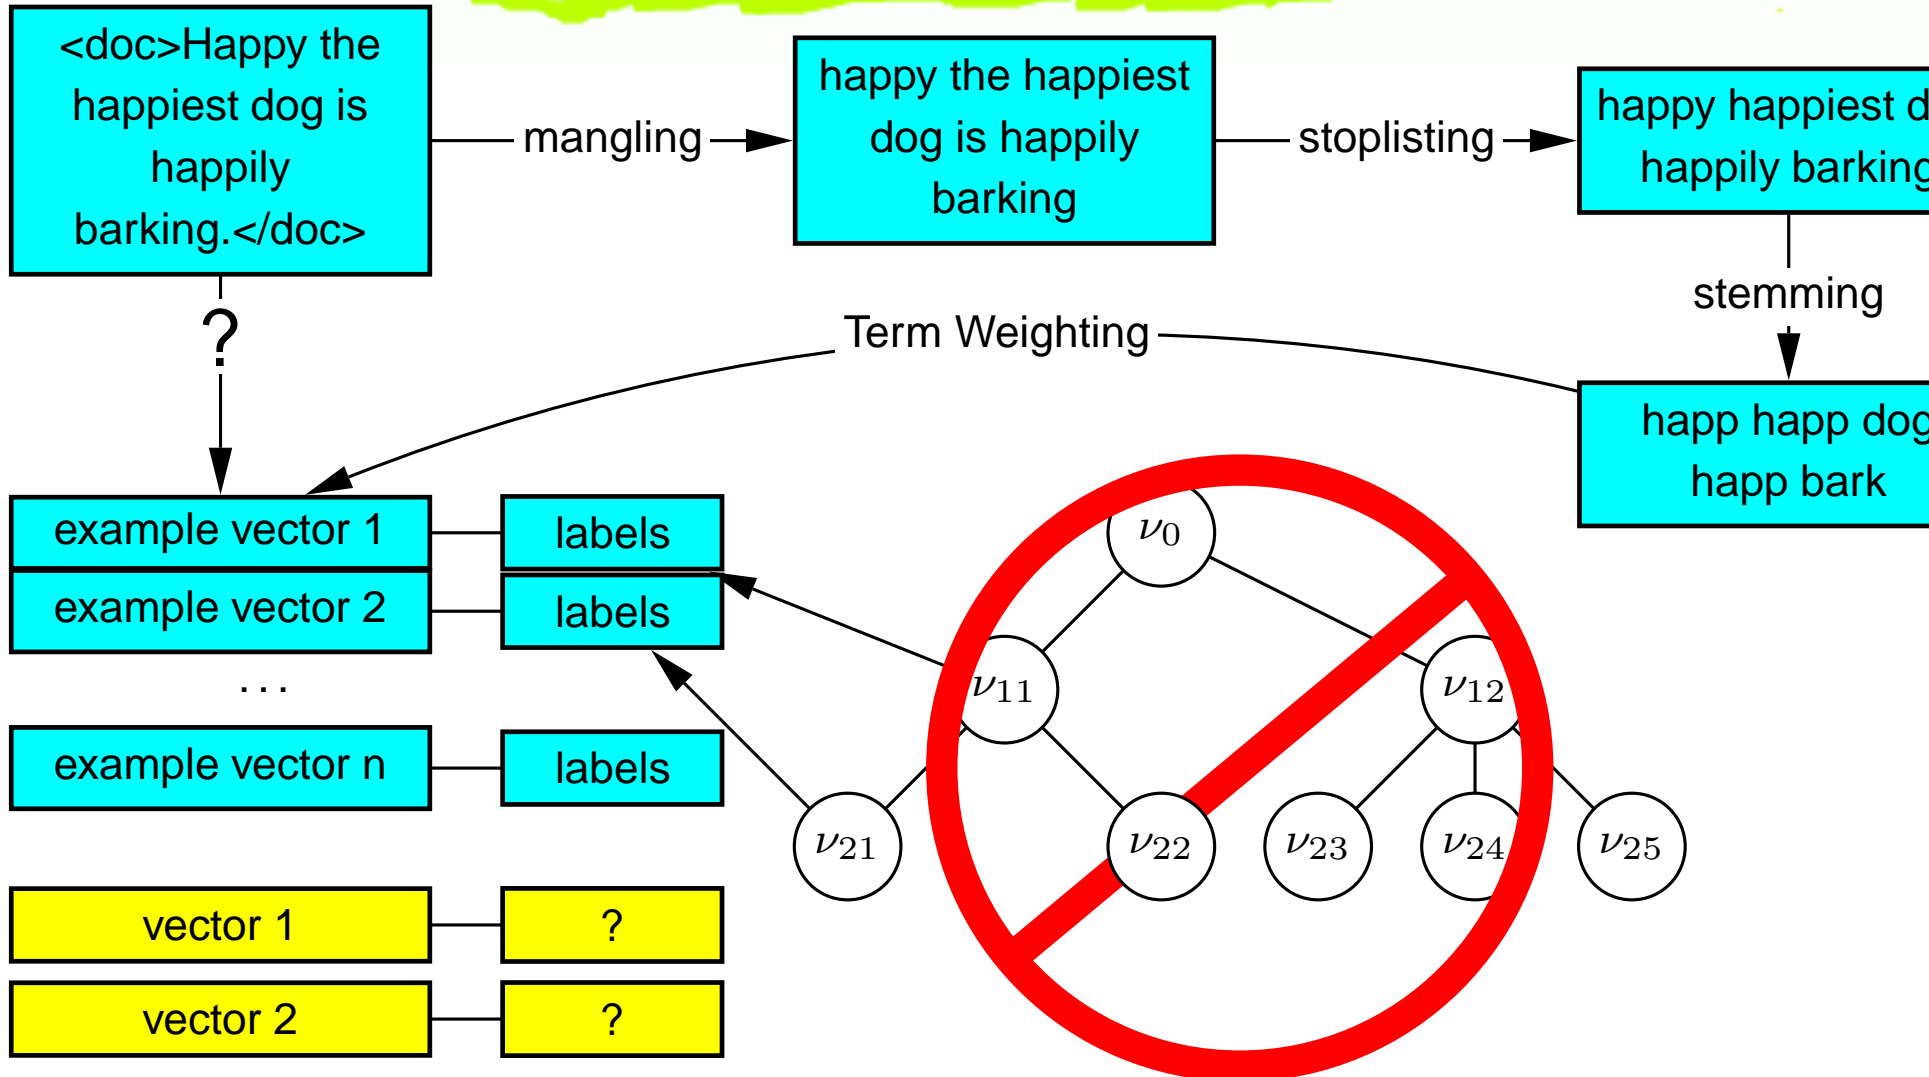 <doc>Happy the
happiest dog is
happily
barking.</doc>
mangling
happy the happiest
dog is happily
barking
stoplisting
happy happiest
happily barking
stemming
?
Term Weighting
happ happ dog
happ bark
example vector 1
labels
example vector 2
labels
...
example vector n
labels
ν0
ν11
ν12
ν21
ν22
ν23
ν24
ν25
vector 1
?
vector 2
?